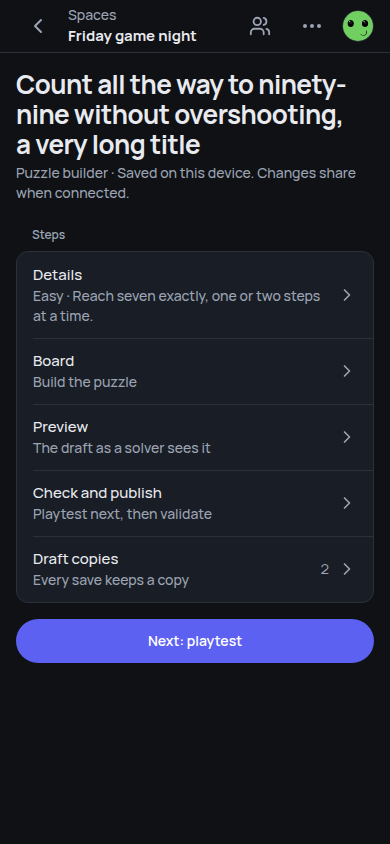 Spaces
Friday game night
Count all the way to ninety-
nine without overshooting,
a very long title
Puzzle builder · Saved on this device. Changes share
when connected.
Steps
Details
Easy · Reach seven exactly, one or two steps
at a time.
Board
Build the puzzle
Preview
The draft as a solver sees it
Check and publish
Playtest next, then validate
Draft copies
Every save keeps a copy
2
Next: playtest